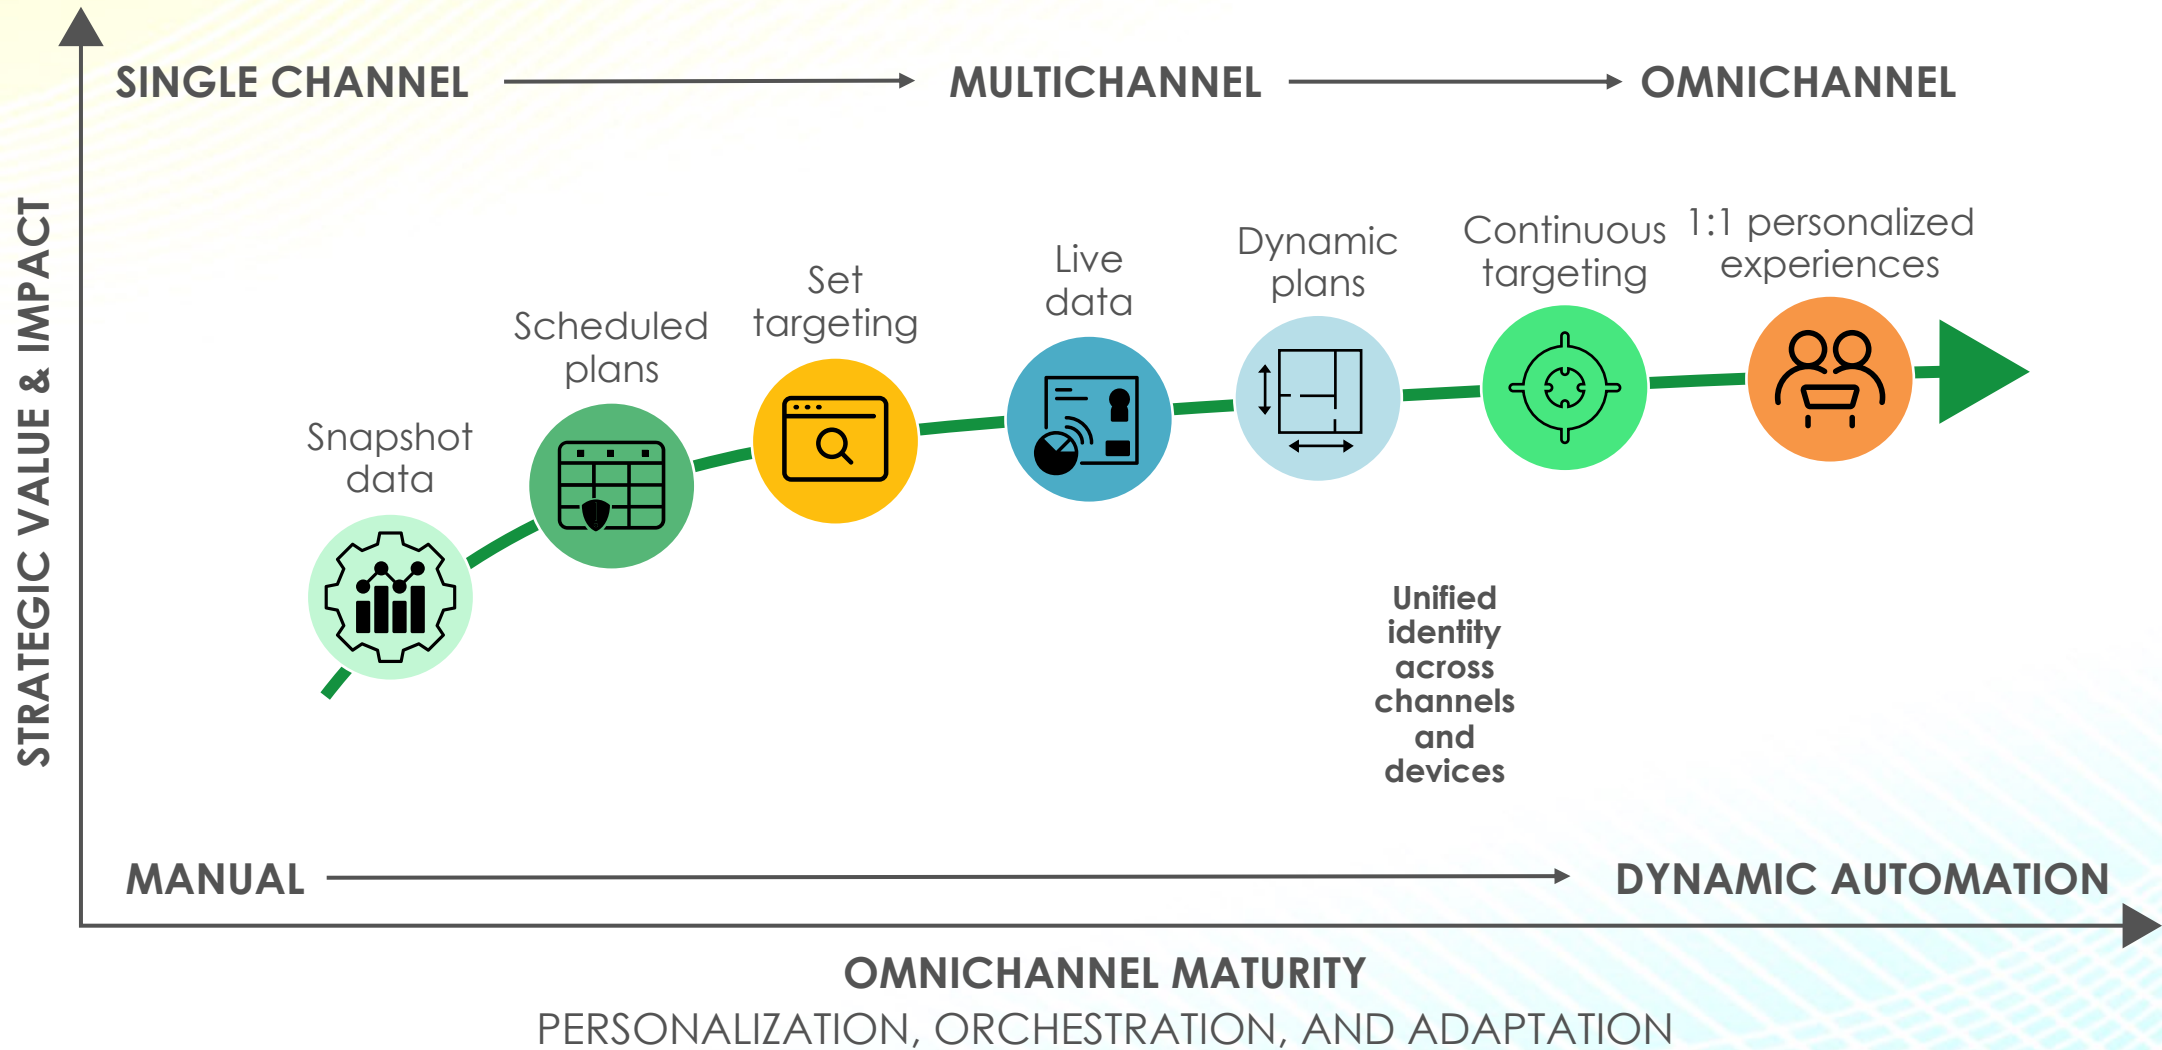 SINGLE CHANNEL
MULTICHANNEL
OMNICHANNEL
STRATEGIC VALUE & IMPACT
Snapshot
data
Scheduled
plans
Set
targeting
Live
data
Dynamic
plans
Continuous
targeting
1:1 personalized
experiences
Unified
identity
across
channels
and
devices
MANUAL
DYNAMIC AUTOMATION
OMNICHANNEL MATURITY
PERSONALIZATION, ORCHESTRATION, AND ADAPTATION